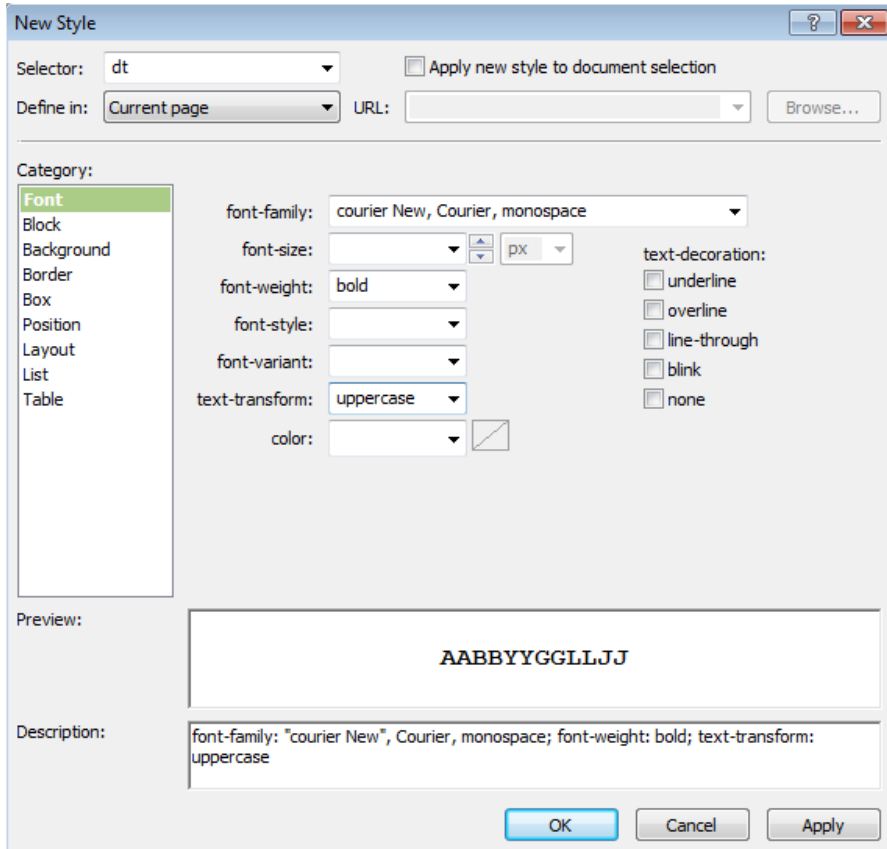 New Style
Selector: dt Apply new style to document selection
Define in: Current page URL: Browse...
Category:
Font
Block
Background
Border
Box
Position
Layout
List
Table
font-family: courier New, Courier, monospace
font-size: px
font-weight: bold
font-style:
font-variant:
text-transform: uppercase
color:
text-decoration:
underline
overline
line-through
blink
none
Preview:
AABBYYGGLLJJ
Description:
font-family: "courier New", Courier, monospace; font-weight: bold; text-transform:
uppercase
OK Cancel Apply